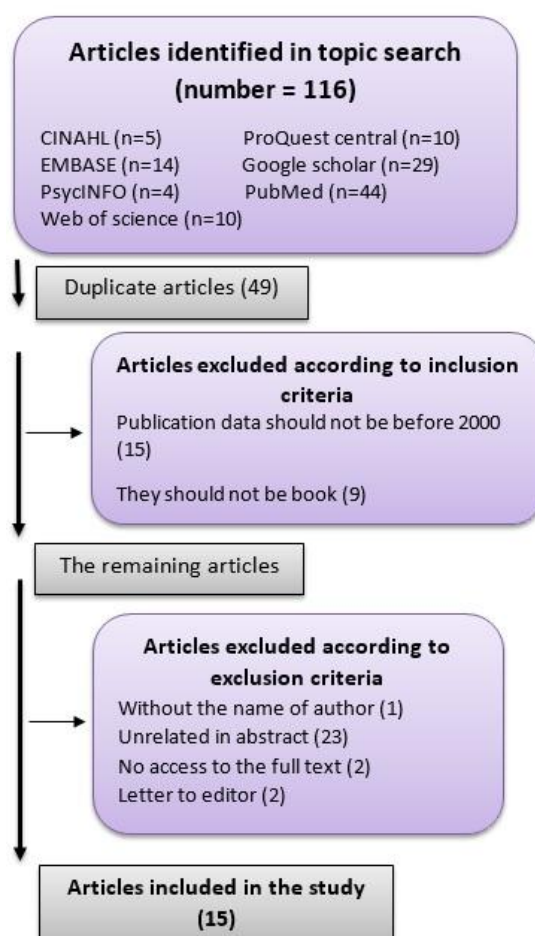 Articles identified in topic search
(number = 116)
CINAHL (n=5) ProQuest central (n=10)
EMBASE (n=14) Google scholar (n=29)
PsycINFO (n=4) PubMed (n=44)
Web of science (n=10)
Duplicate articles (49)
Articles excluded according to inclusion
criteria
Publication data should not be before 2000
(15)
They should not be book (9)
The remaining articles
Articles excluded according to
exclusion criteria
Without the name of author (1)
Unrelated in abstract (23)
No access to the full text (2)
Letter to editor (2)
Articles included in the study
(15)